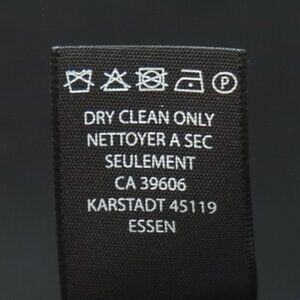 P
DRY CLEAN ONLY
NETTOYER A SEC
SEULEMENT
CA 39606
KARSTADT 45119
ESSEN